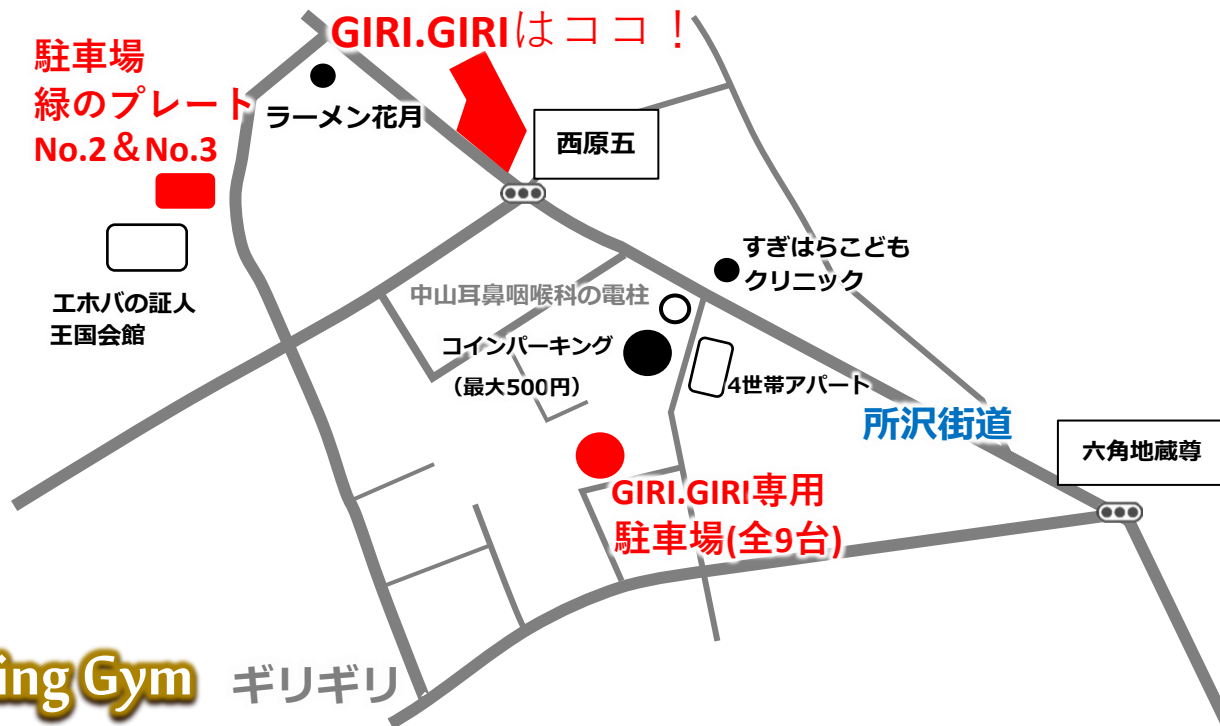 GIRI.GIRIはココ！
駐車場
緑のプレート
No.2＆No.3
ラーメン花月
西原五
エホバの証人
王国会館
すぎはらこども
クリニック
中山耳鼻咽喉科の電柱
コインパーキング
（最大500円）
4世帯アパート
所沢街道
六角地蔵尊
GIRI.GIRI専用
駐車場(全9台)
ing Gym ギリギリ